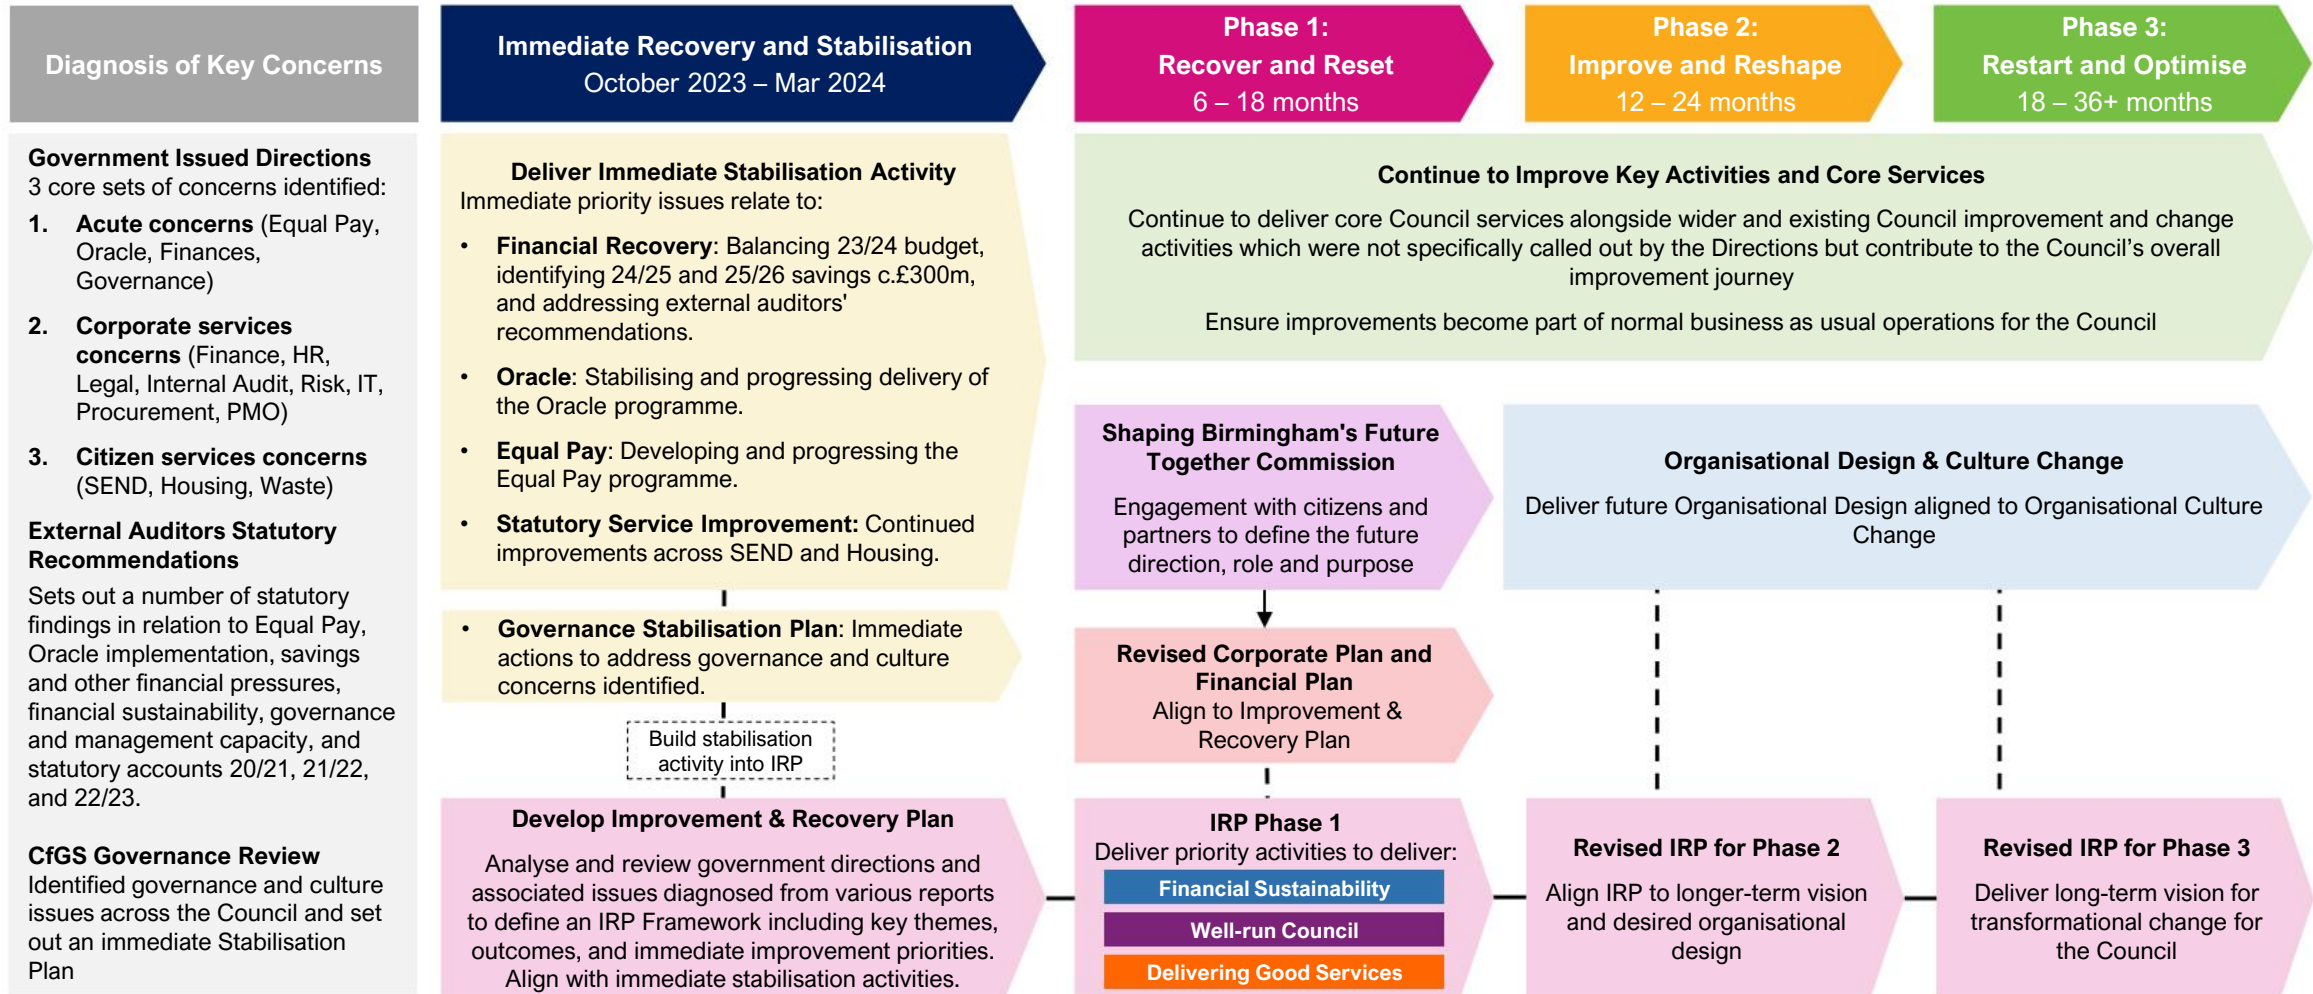 Diagnosis of Key Concerns
Immediate Recovery and Stabilisation
October 2023 – Mar 2024
Phase 1:
Recover and Reset
6 – 18 months
Phase 2:
Improve and Reshape
12 – 24 months
Phase 3:
Restart and Optimise
18 – 36+ months
Government Issued Directions
3 core sets of concerns identified:
1. Acute concerns (Equal Pay,
Oracle, Finances,
Governance)
2. Corporate services
concerns (Finance, HR,
Legal, Internal Audit, Risk, IT,
Procurement, PMO)
3. Citizen services concerns
(SEND, Housing, Waste)
External Auditors Statutory
Recommendations
Sets out a number of statutory
findings in relation to Equal Pay,
Oracle implementation, savings
and other financial pressures,
financial sustainability, governance
and management capacity, and
statutory accounts 20/21, 21/22,
and 22/23.
CfGS Governance Review
Identified governance and culture
issues across the Council and set
out an immediate Stabilisation
Plan
Deliver Immediate Stabilisation Activity
Immediate priority issues relate to:
• Financial Recovery: Balancing 23/24 budget,
identifying 24/25 and 25/26 savings c.£300m,
and addressing external auditors'
recommendations.
• Oracle: Stabilising and progressing delivery of
the Oracle programme.
• Equal Pay: Developing and progressing the
Equal Pay programme.
• Statutory Service Improvement: Continued
improvements across SEND and Housing.
• Governance Stabilisation Plan: Immediate
actions to address governance and culture
concerns identified.
Build stabilisation
activity into IRP
Develop Improvement & Recovery Plan
Analyse and review government directions and
associated issues diagnosed from various reports
to define an IRP Framework including key themes,
outcomes, and immediate improvement priorities.
Align with immediate stabilisation activities.
Continue to Improve Key Activities and Core Services
Continue to deliver core Council services alongside wider and existing Council improvement and change
activities which were not specifically called out by the Directions but contribute to the Council’s overall
improvement journey
Ensure improvements become part of normal business as usual operations for the Council
Shaping Birmingham's Future
Together Commission
Engagement with citizens and
partners to define the future
direction, role and purpose
Organisational Design & Culture Change
Deliver future Organisational Design aligned to Organisational Culture
Change
Revised Corporate Plan and
Financial Plan
Align to Improvement &
Recovery Plan
IRP Phase 1
Deliver priority activities to deliver:
Financial Sustainability
Well-run Council
Delivering Good Services
Revised IRP for Phase 2
Align IRP to longer-term vision
and desired organisational
design
Revised IRP for Phase 3
Deliver long-term vision for
transformational change for
the Council